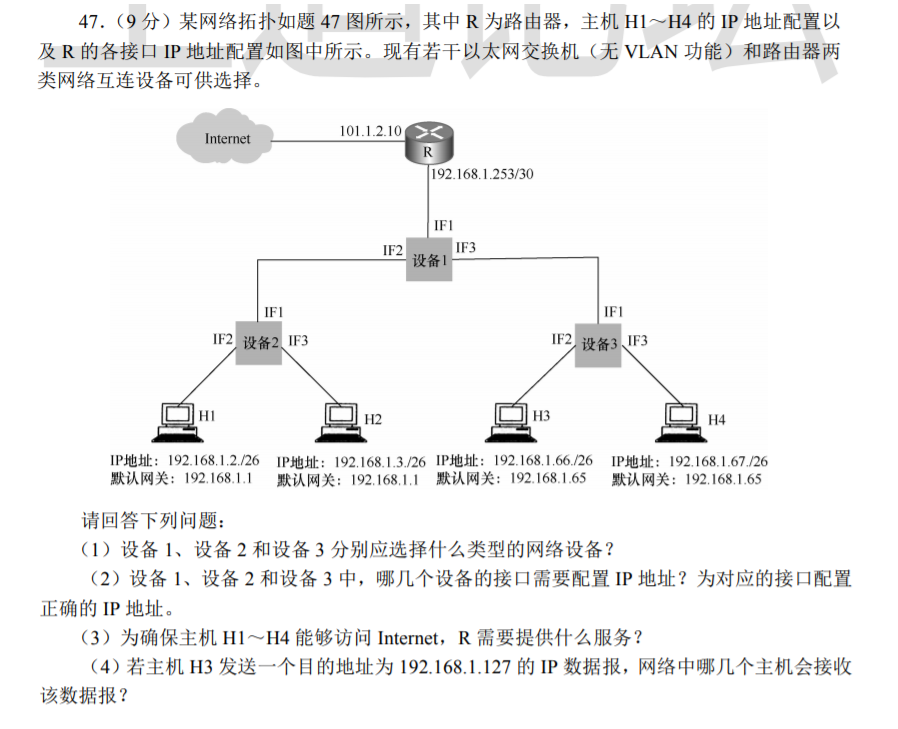 47.（9 分）某网络拓扑如题 47 图所示，其中 R 为路由器，主机 H1～H4 的 IP 地址配置以
及 R 的各接口 IP 地址配置如图中所示。现有若干以太网交换机（无 VLAN 功能）和路由器两
类网络互连设备可供选择。
Internet
101.1.2.10
R
192.168.1.253/30
IF1
IF2
设备1
IF3
IF1
IF2
设备2
IF3
IF1
IF2
设备3
IF3
H1
H2
H3
H4
IP地址：192.168.1.2./26
默认网关：192.168.1.1
IP地址：192.168.1.3./26
默认网关：192.168.1.1
IP地址：192.168.1.66./26
默认网关：192.168.1.65
IP地址：192.168.1.67./26
默认网关：192.168.1.65
请回答下列问题：
（1）设备 1、设备 2 和设备 3 分别应选择什么类型的网络设备？
（2）设备 1、设备 2 和设备 3 中，哪几个设备的接口需要配置 IP 地址？为对应的接口配置
正确的 IP 地址。
（3）为确保主机 H1～H4 能够访问 Internet，R 需要提供什么服务？
（4）若主机 H3 发送一个目的地址为 192.168.1.127 的 IP 数据报，网络中哪几个主机会接收
该数据报？